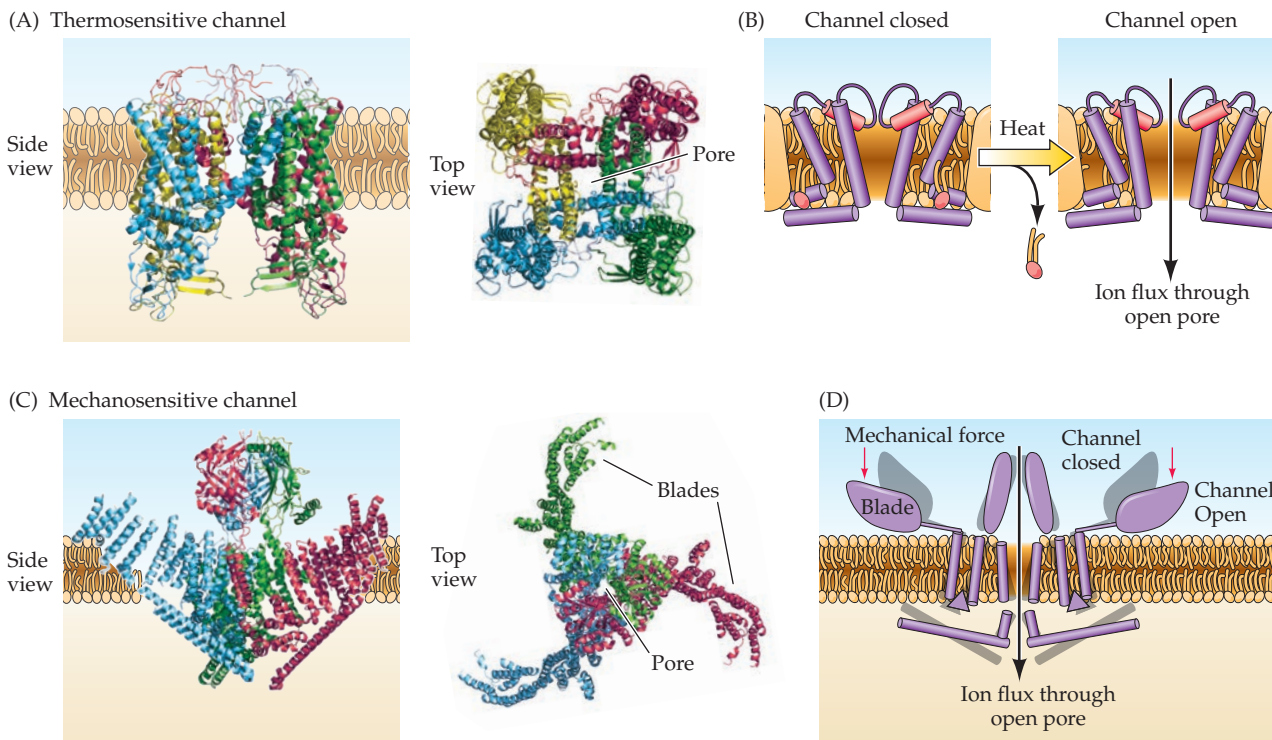 (A) Thermosensitive channel
Side
view
Top
view
Pore
(B)
Channel closed
Channel open
Heat
Ion flux through
open pore
(C) Mechanosensitive channel
Side
view
Top
view
Blades
Pore
(D)
Mechanical force
Channel
closed
Blade
Channel
Open
Ion flux through
open pore